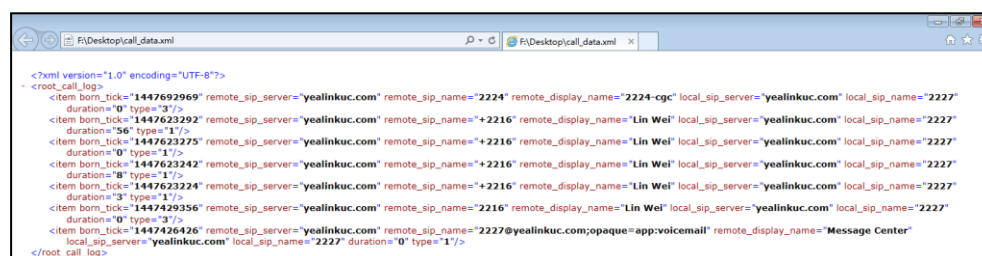 F:\Desktop\call_data.xml
F:\Desktop\call_data.xml
<?xml version="1.0" encoding="UTF-8"?>
- <root_call_log>
<item born_tick="1447692969" remote_sip_server="yealinkuc.com" remote_sip_name="2224" remote_display_name="2224-cgc" local_sip_server="yealinkuc.com" local_sip_name="2227"
duration="0" type="3"/>
<item born_tick="1447623292" remote_sip_server="yealinkuc.com" remote_sip_name="+2216" remote_display_name="Lin Wei" local_sip_server="yealinkuc.com" local_sip_name="2227"
duration="56" type="1"/>
<item born_tick="1447623275" remote_sip_server="yealinkuc.com" remote_sip_name="+2216" remote_display_name="Lin Wei" local_sip_server="yealinkuc.com" local_sip_name="2227"
duration="0" type="1"/>
<item born_tick="1447623242" remote_sip_server="yealinkuc.com" remote_sip_name="+2216" remote_display_name="Lin Wei" local_sip_server="yealinkuc.com" local_sip_name="2227"
duration="8" type="1"/>
<item born_tick="1447623224" remote_sip_server="yealinkuc.com" remote_sip_name="+2216" remote_display_name="Lin Wei" local_sip_server="yealinkuc.com" local_sip_name="2227"
duration="3" type="1"/>
<item born_tick="1447429356" remote_sip_server="yealinkuc.com" remote_sip_name="2216" remote_display_name="Lin Wei" local_sip_server="yealinkuc.com" local_sip_name="2227"
duration="0" type="3"/>
<item born_tick="1447426426" remote_sip_server="yealinkuc.com" remote_sip_name="2227@yealinkuc.com;opaque=app:voicemail" remote_display_name="Message Center"
local_sip_server="yealinkuc.com" local_sip_name="2227" duration="0" type="1"/>
</root_call_log>